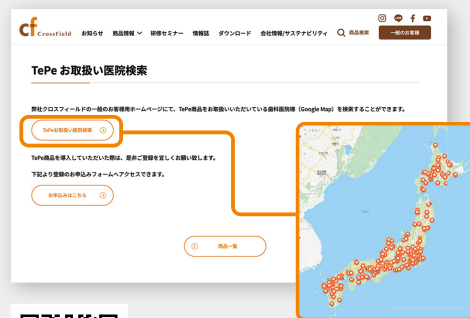 cf CrossField
お知らせ 商品情報 研修セミナー 情報誌 ダウンロード 会社情報/サステナビリティ 商品検索 一般のお客様
TePe お取扱い医院検索
弊社クロスフィールドの一般のお客様用ホームページにて、TePe商品をお取扱いいただいている歯科医院様（Google Map）を検索することができます。
TePeお取扱い医院検索
TePe商品を導入していただいた際は、是非ご登録を宜しくお願い致します。
下記より登録のお申込みフォームへアクセスできます。
お申込みはこちら
商品一覧